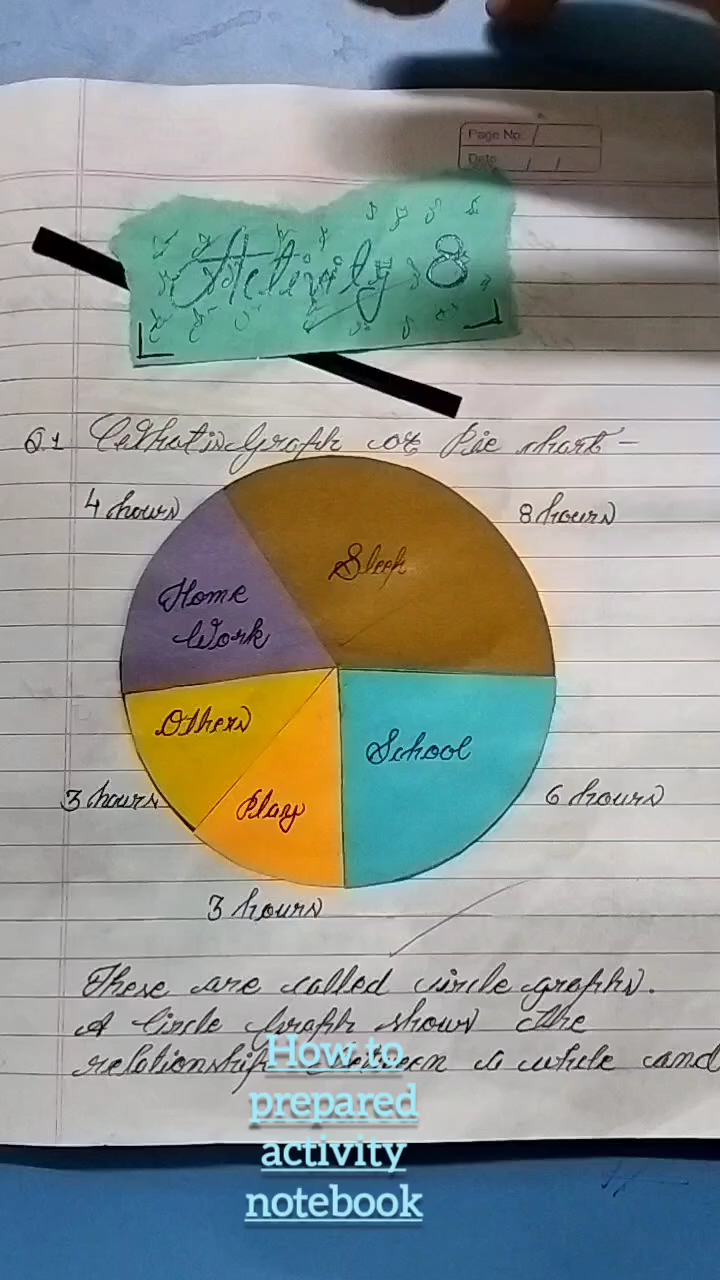 Page No.
Date
Activity 8
Q.1 What is Graph or Pie chart -
4 hours
8 hours
Sleep
Home
Work
Others
School
Play
3 hours
6 hours
3 hours
These are called circle graphs.
A Circle Graph shows the
relationship between a whole and
How to
prepared
activity
notebook